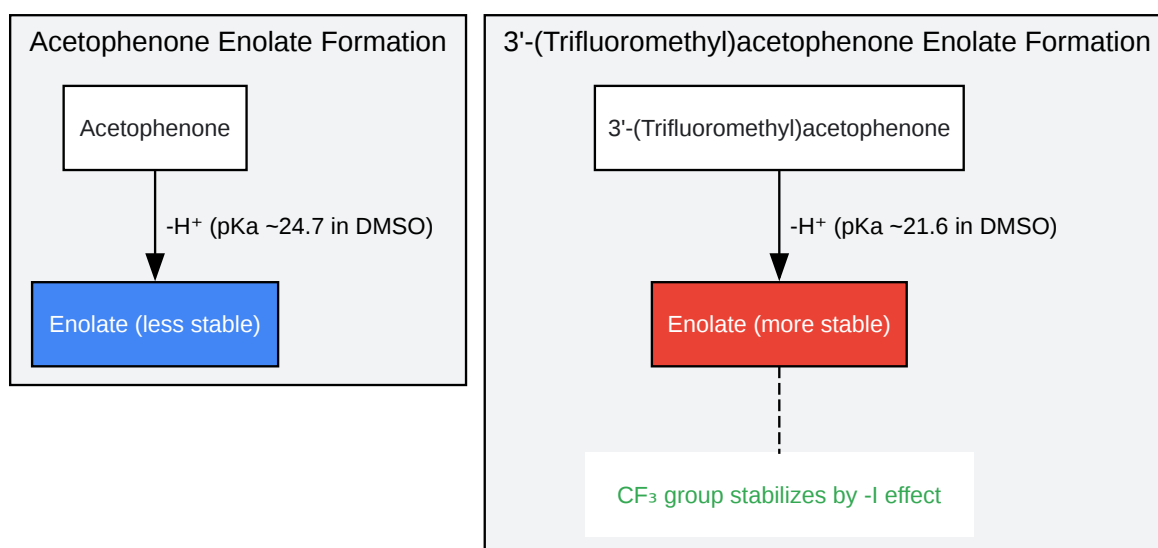 Acetophenone Enolate Formation
Acetophenone
-H⁺ (pKa ~24.7 in DMSO)
Enolate (less stable)
3'-(Trifluoromethyl)acetophenone Enolate Formation
3'-(Trifluoromethyl)acetophenone
-H⁺ (pKa ~21.6 in DMSO)
Enolate (more stable)
CF₃ group stabilizes by -I effect